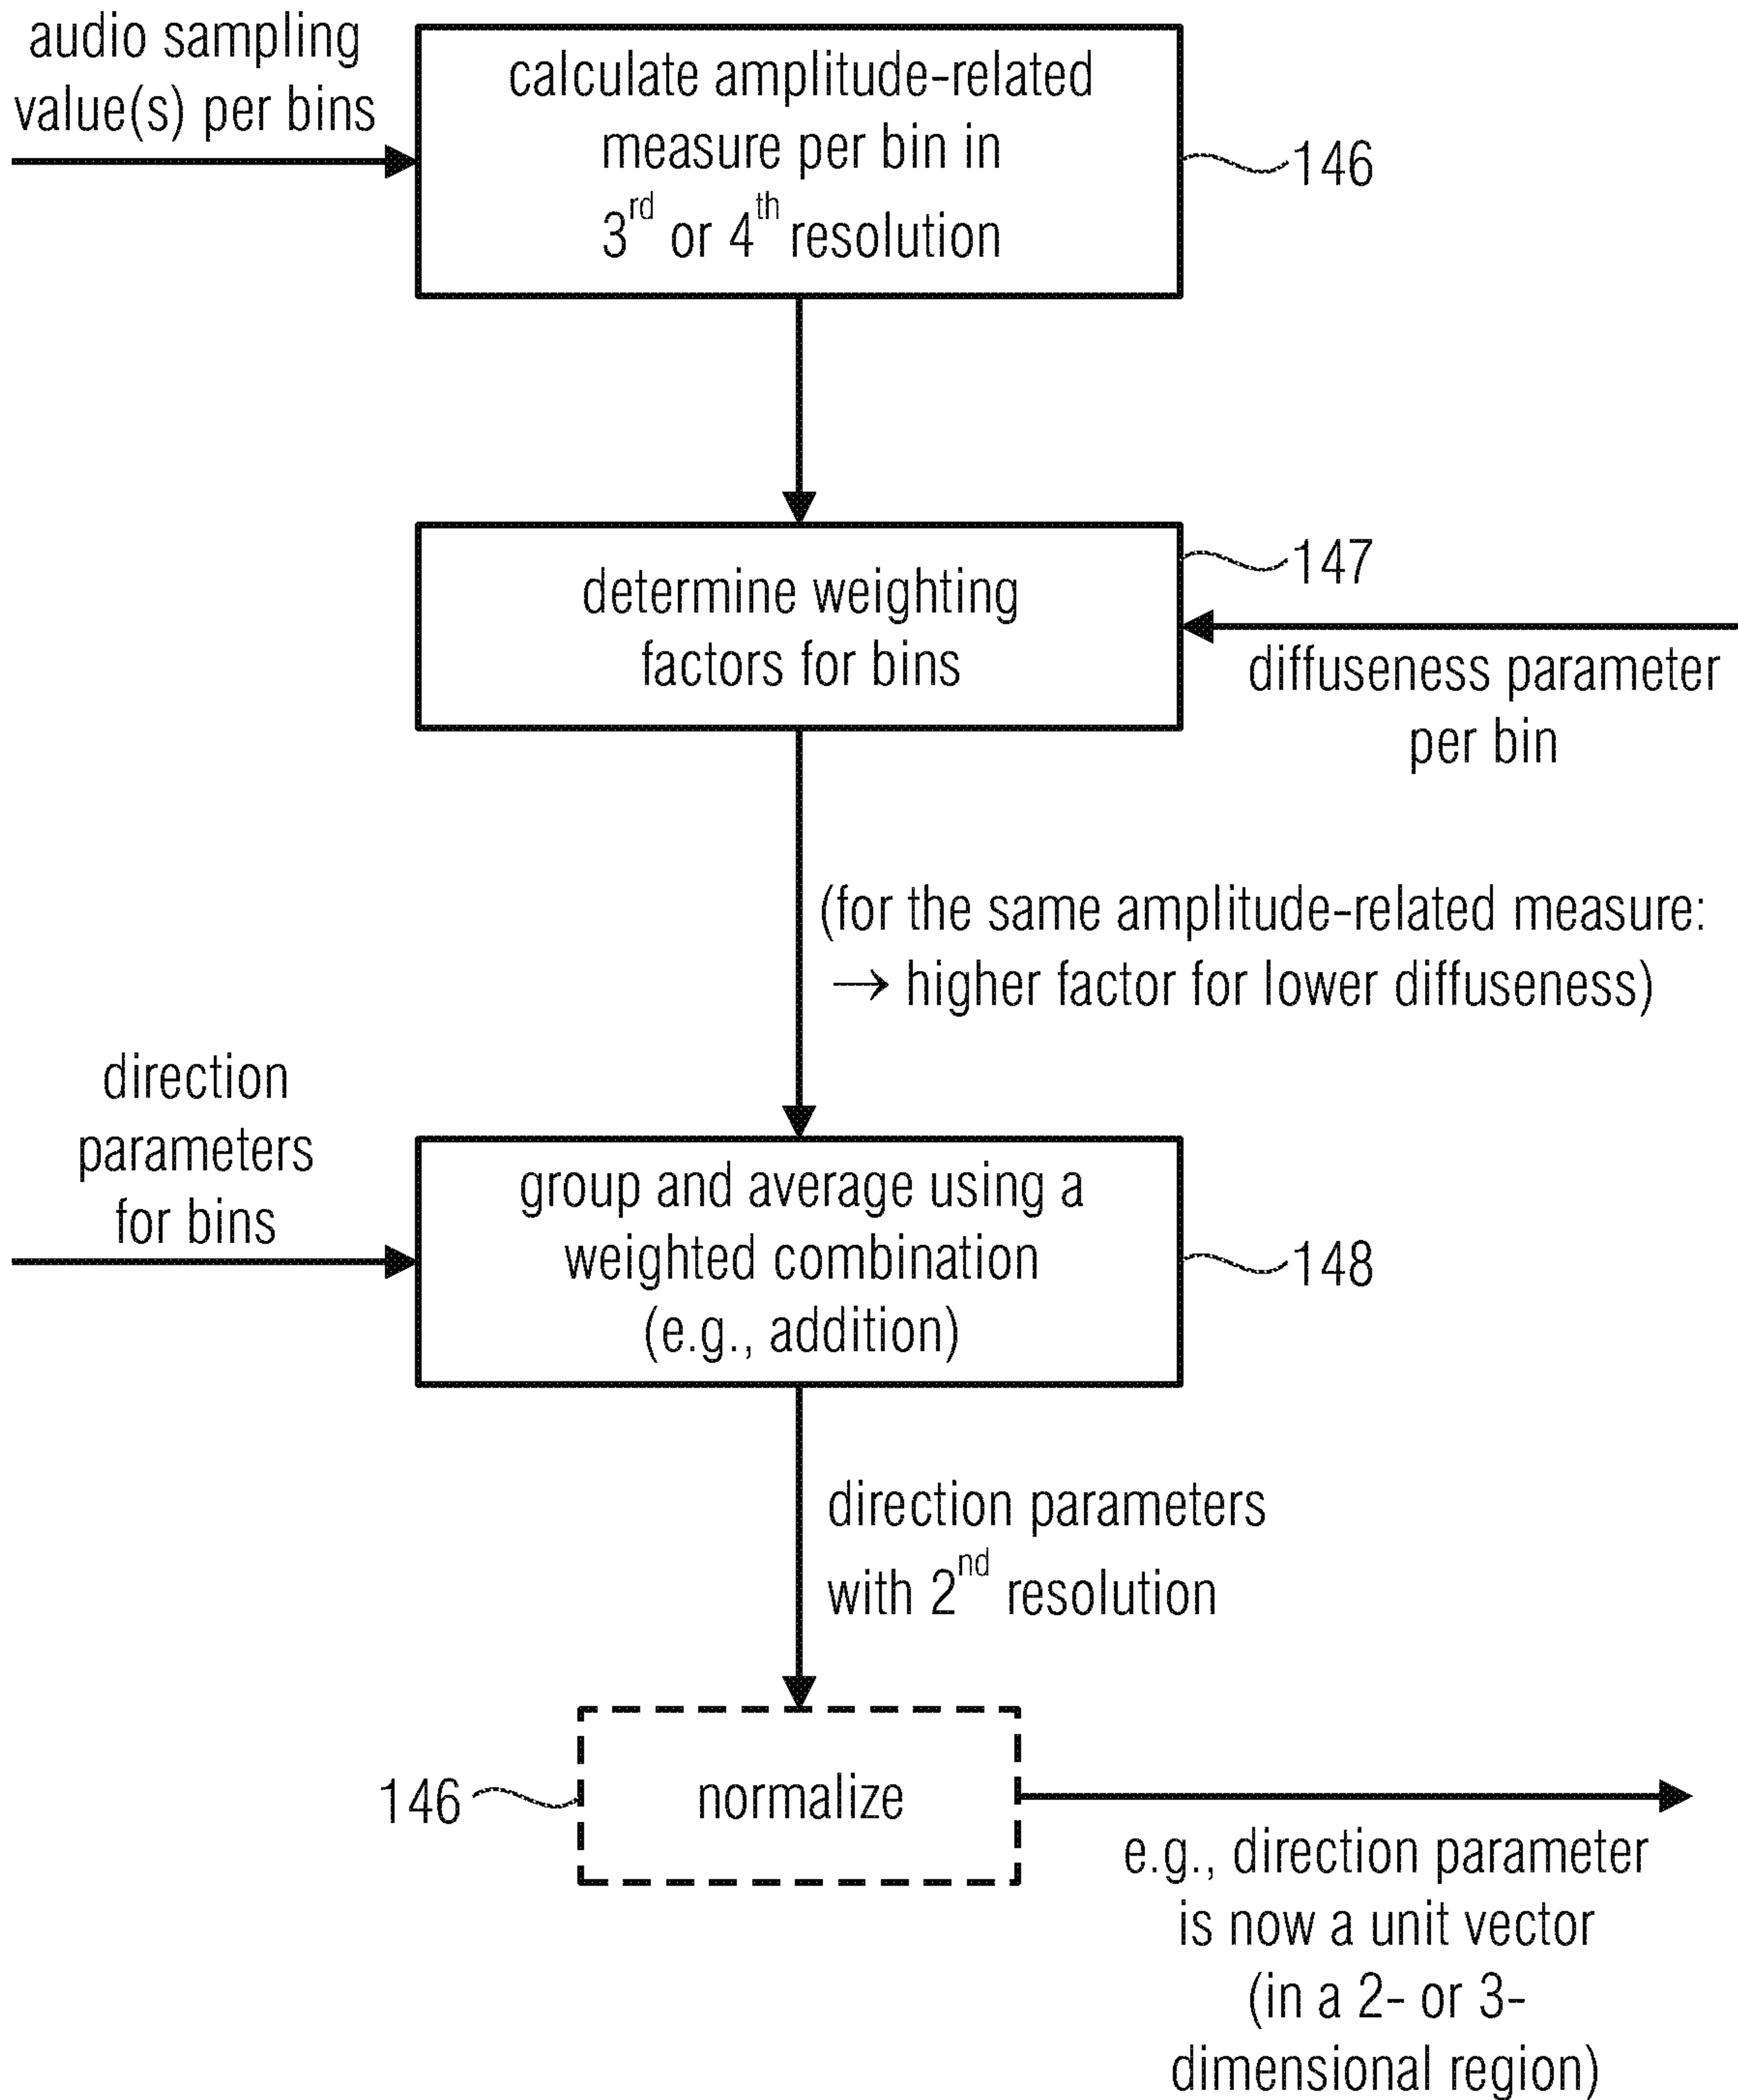 audio sampling
value(s) per bins
calculate amplitude-related
measure per bin in
3rd or 4th resolution
146
determine weighting
factors for bins
147
diffuseness parameter
per bin
(for the same amplitude-related measure:
→ higher factor for lower diffuseness)
direction
parameters
for bins
group and average using a
weighted combination
(e.g., addition)
148
direction parameters
with 2nd resolution
146
normalize
e.g., direction parameter
is now a unit vector
(in a 2- or 3-
dimensional region)